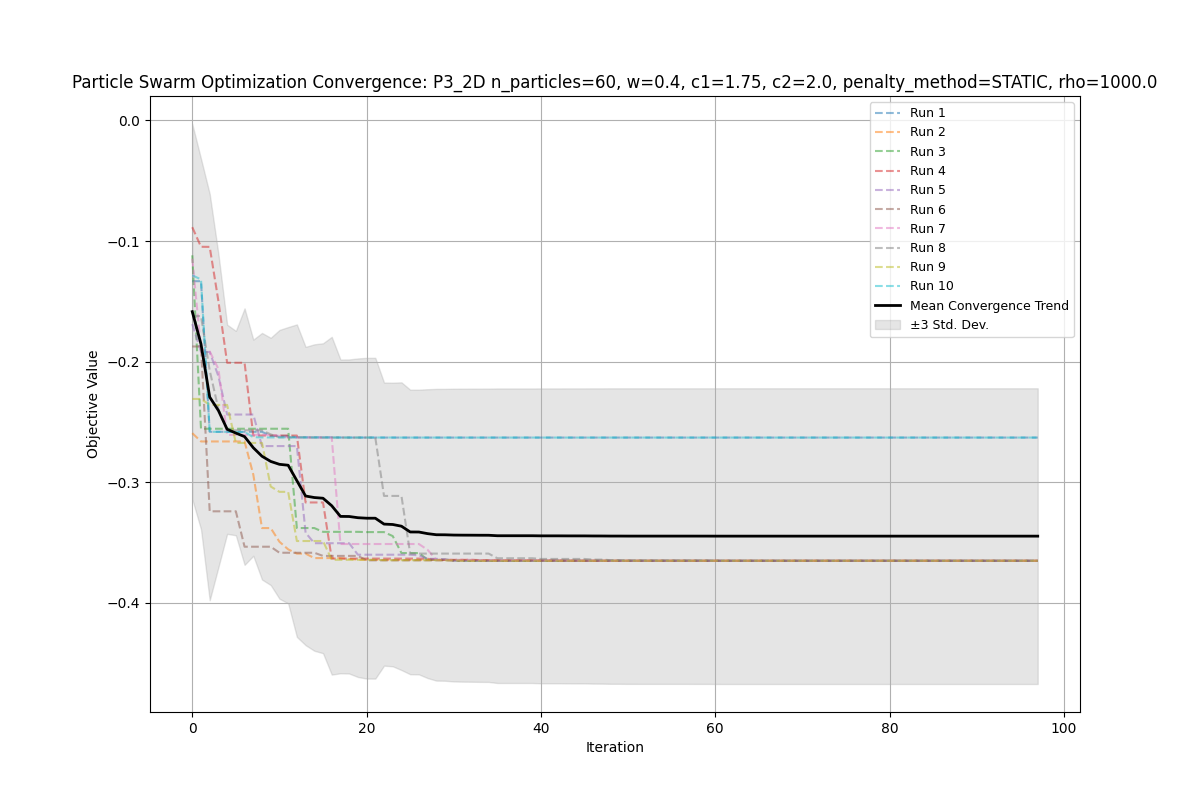 Particle Swarm Optimization Convergence: P3_2D n_particles=60, w=0.4, c1=1.75, c2=2.0, penalty_method=STATIC, rho=1000.0
Objective Value
0.0
−0.1
−0.2
−0.3
−0.4
Run 1
Run 2
Run 3
Run 4
Run 5
Run 6
Run 7
Run 8
Run 9
Run 10
Mean Convergence Trend
±3 Std. Dev.
0
20
40
60
80
100
Iteration